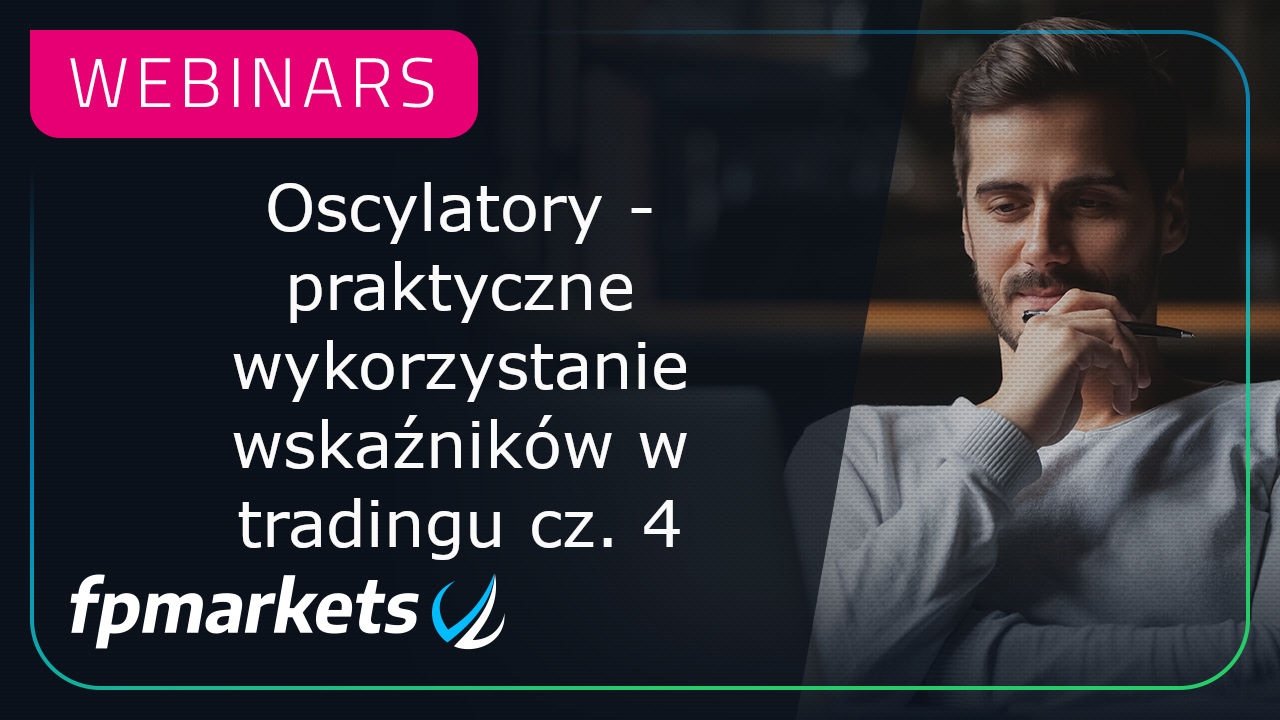 WEBINARS
Oscylatory -
praktyczne
wykorzystanie
wskaźników w
tradingu cz. 4
fpmarkets